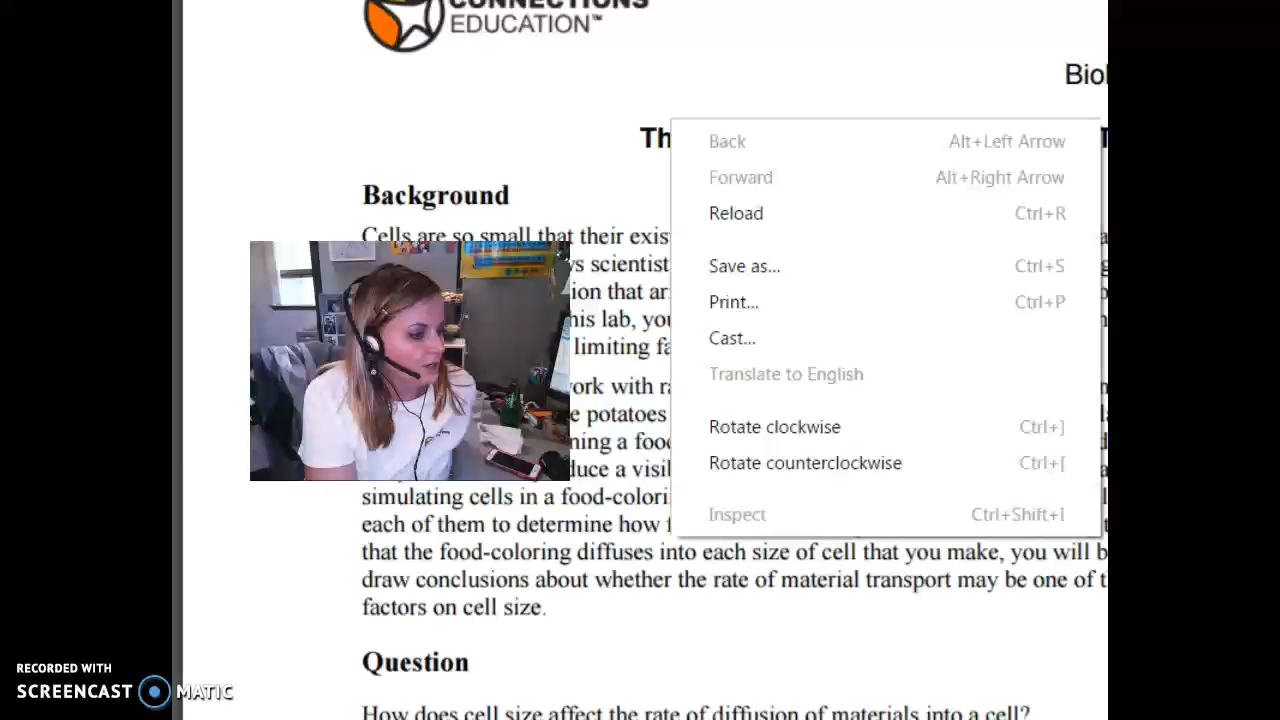 CONNECTIONS
EDUCATION™
Biol
Th
Background
Cells are so small that their exis
s scientist
ion that ar
his lab, you
limiting fa
ork with ra
e potatoes
ning a food
duce a visil
simulating cells in a food-colori
each of them to determine how f
that the food-coloring diffuses into each size of cell that you make, you will b
draw conclusions about whether the rate of material transport may be one of th
factors on cell size.
Question
How does cell size affect the rate of diffusion of materials into a cell?
Back Alt+Left Arrow
Forward Alt+Right Arrow
Reload Ctrl+R
Save as... Ctrl+S
Print... Ctrl+P
Cast...
Translate to English
Rotate clockwise Ctrl+]
Rotate counterclockwise Ctrl+[
Inspect Ctrl+Shift+I
RECORDED WITH
SCREENCAST MATIC